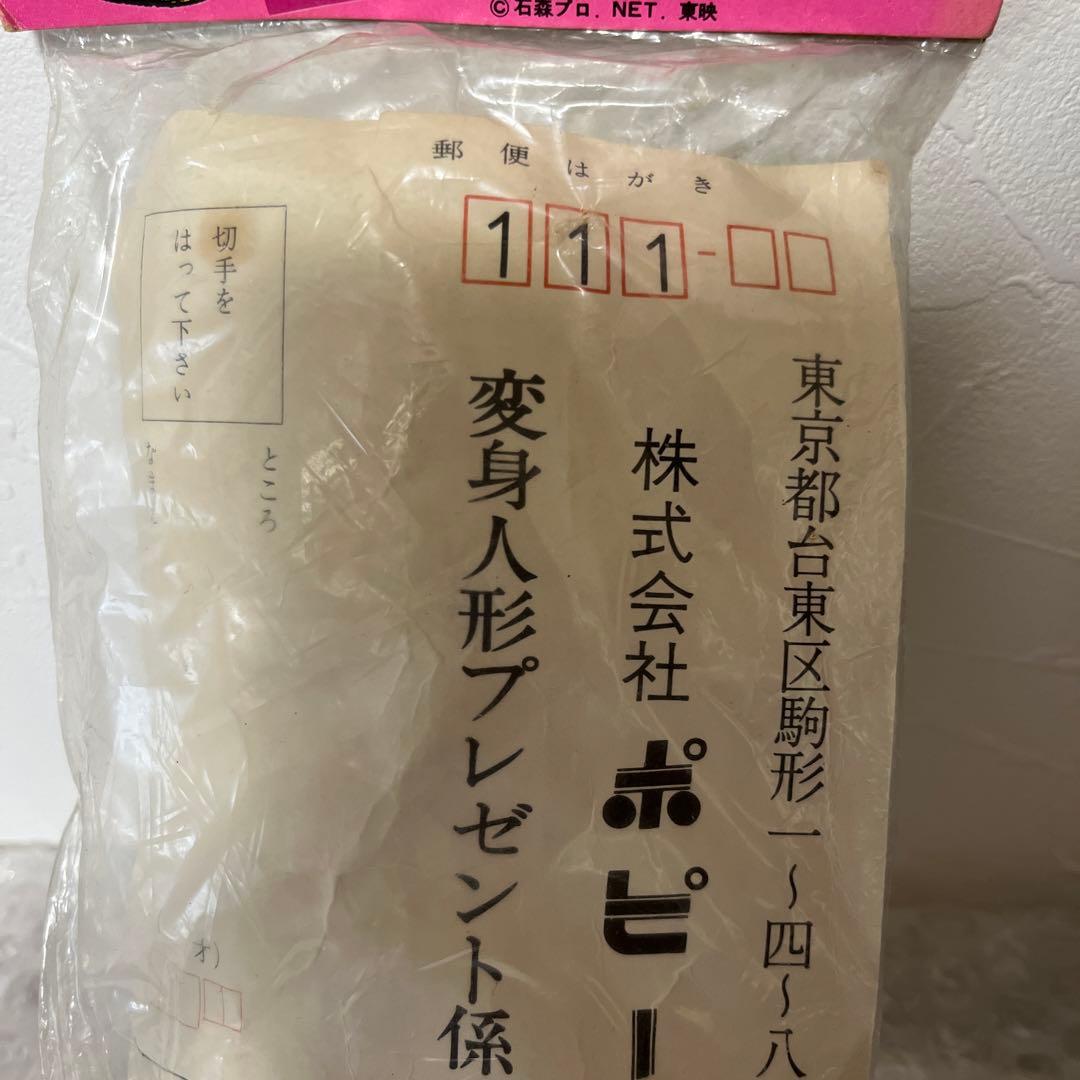 ©石森プロ. NET. 東映
郵便はがき
111-
東京都台東区駒形一〜四〜八
株式会社ポピー
変身人形プレゼント係
切手を
はって下さい
ところ
オ)